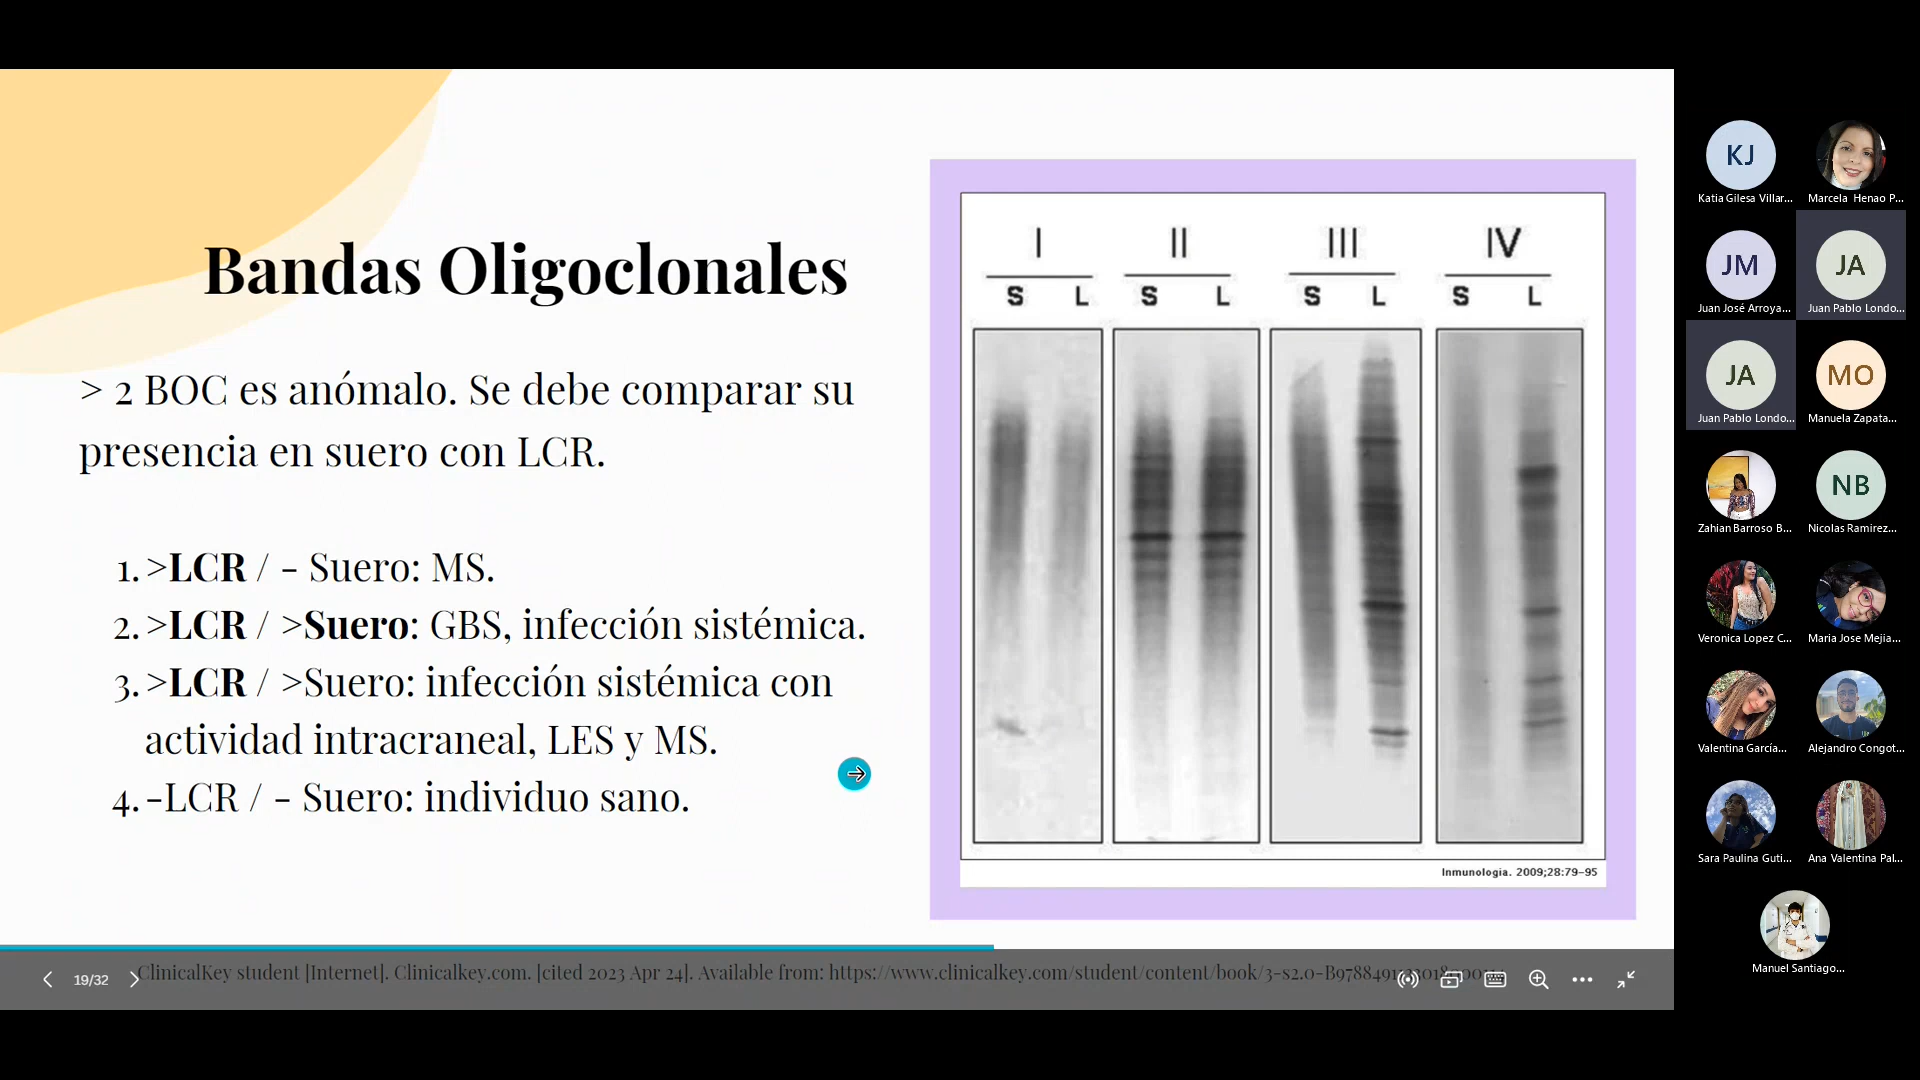 Bandas Oligoclonales
> 2 BOC es anómalo. Se debe comparar su
presencia en suero con LCR.
1. >LCR / - Suero: MS.
2. >LCR / >Suero: GBS, infección sistémica.
3. >LCR / >Suero: infección sistémica con
actividad intracraneal, LES y MS.
4. -LCR / - Suero: individuo sano.
I II III IV
S L S L S L S L
Inmunologia. 2009;28:79-95
19/32
ClinicalKey student [Internet]. Clinicalkey.com. [cited 2023 Apr 24]. Available from: https://www.clinicalkey.com/student/content/book/3-s2.0-
KJ
Katia Gilesa Villar...
Marcela Henao P...
JM
Juan José Arroya...
JA
Juan Pablo Londo...
JA
Juan Pablo Londo...
MO
Manuela Zapata...
Zahian Barroso B...
NB
Nicolas Ramirez...
Veronica Lopez C...
Maria Jose Mejia...
Valentina García...
Alejandro Congot...
Sara Paulina Guti...
Ana Valentina Pal...
Manuel Santiago...